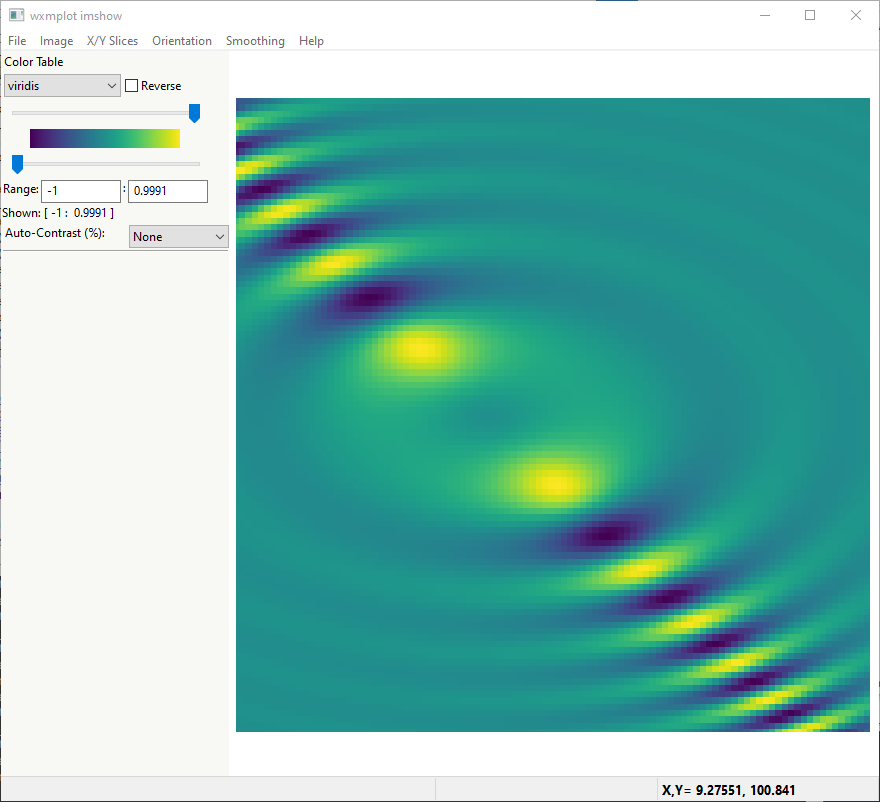 wxmplot imshow
File Image X/Y Slices Orientation Smoothing Help
Color Table
viridis Reverse
Range: -1 : 0.9991
Shown: [ -1 : 0.9991 ]
Auto-Contrast (%): None
X,Y= 9.27551, 100.841